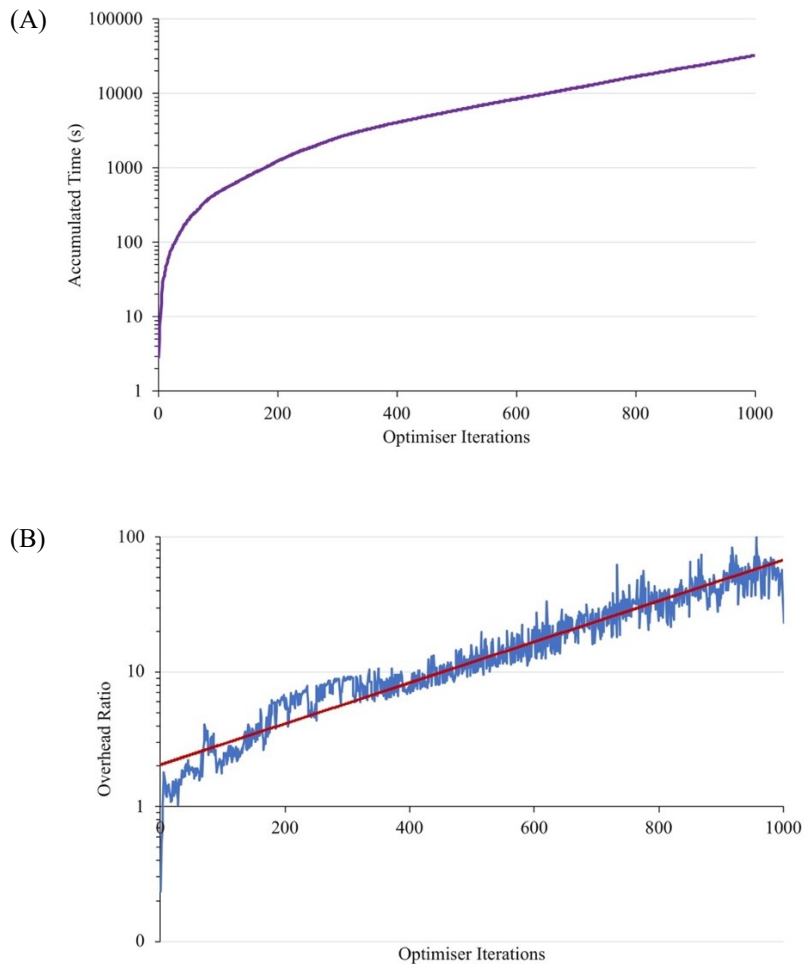 (A)
100000
10000
1000
100
10
1
Accumulated Time (s)
0 200 400 600 800 1000
Optimiser Iterations
(B)
100
10
1
0
Overhead Ratio
0 200 400 600 800 1000
Optimiser Iterations